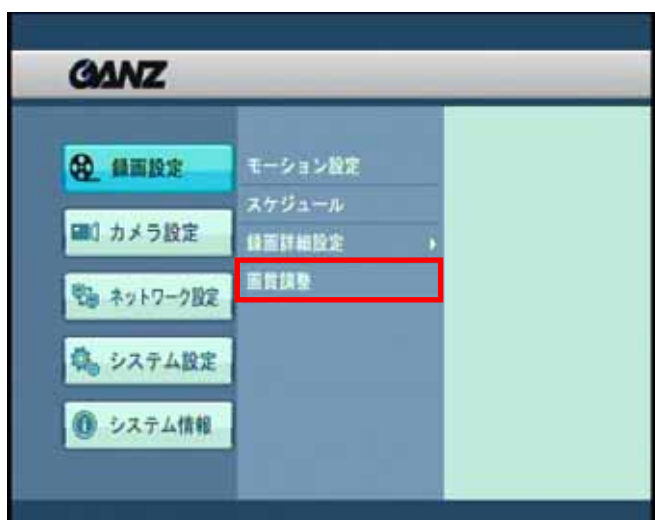 GANZ
録画設定
カメラ設定
ネットワーク設定
システム設定
システム情報
モーション設定
スケジュール
録画詳細設定
画質調整